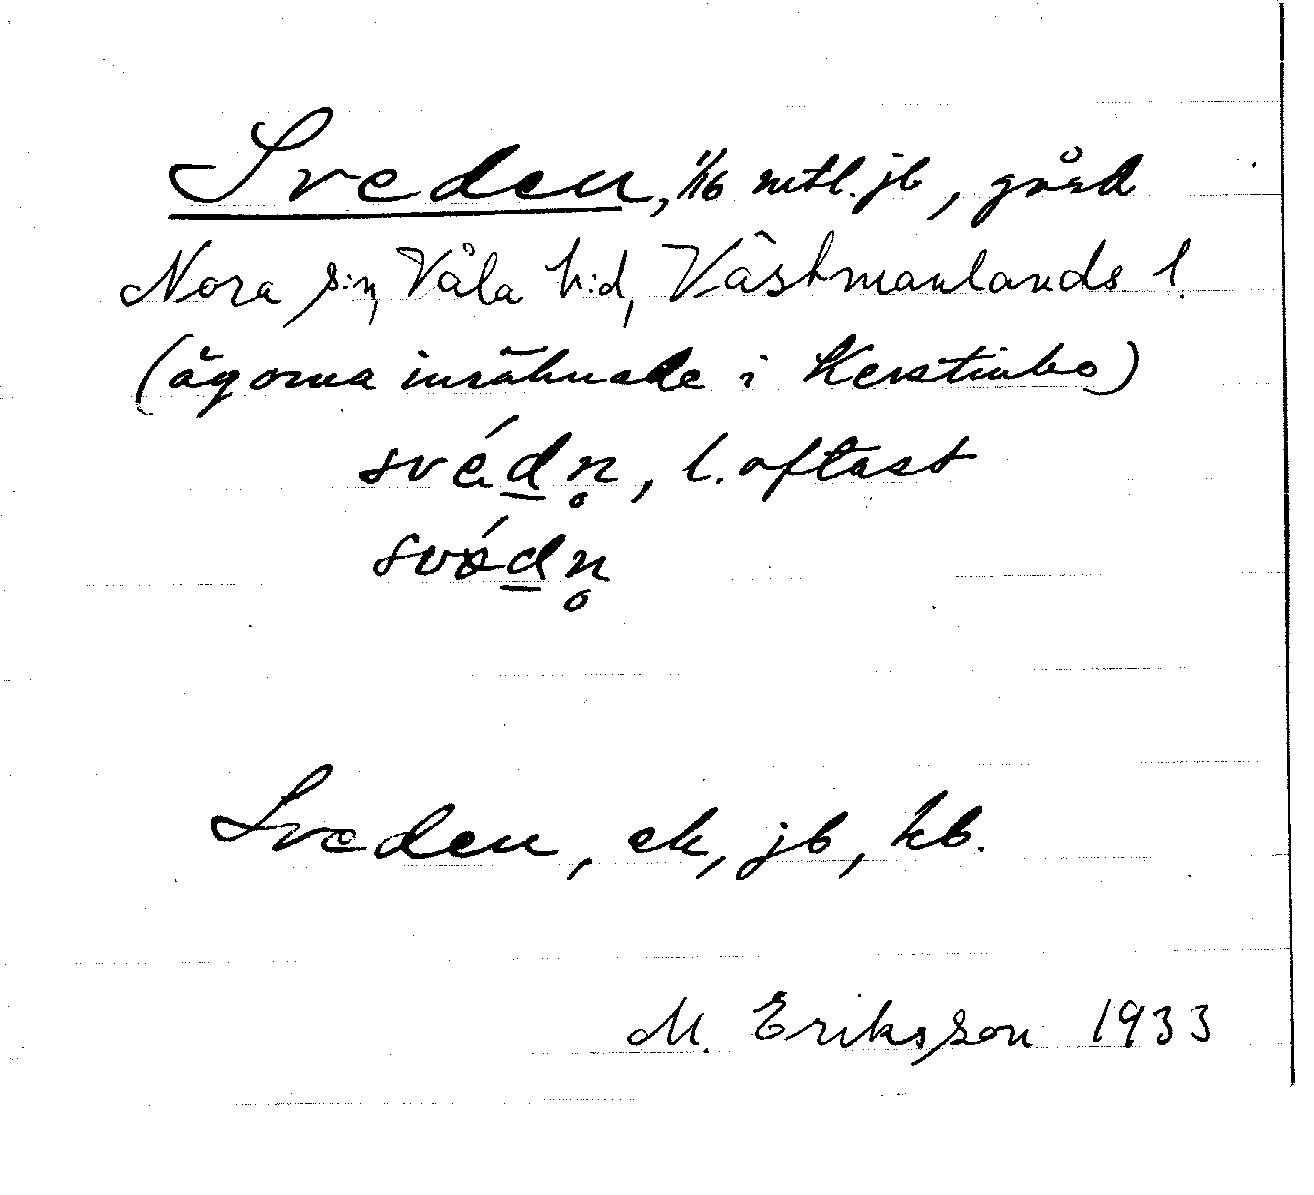 Sveden, 1/16 mtl. jb, gård
Nora s:n, Våla h:d, Västmanlands l.
(ägorna inräknade i Kerstinbo)
svédn̥, l. oftast
svǿdn̥
Sveden, ek, jb, kb.
M. Eriksson 1933